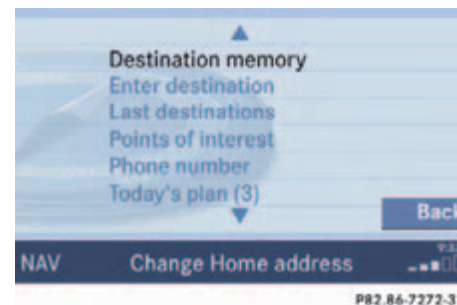 Destination memory
Enter destination
Last destinations
Points of interest
Phone number
Today's plan (3)
Back
NAV Change Home address
P82.86-7272-3